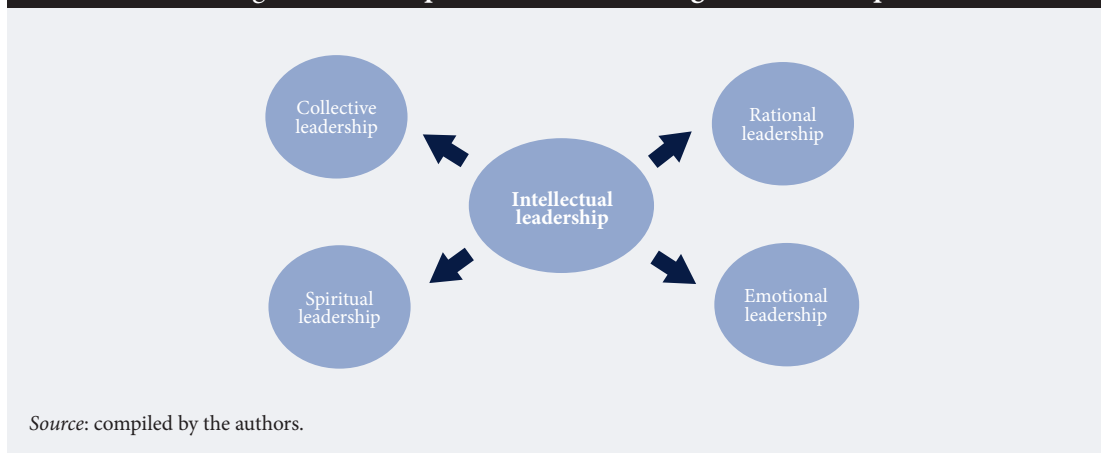 Collective
leadership
Rational
leadership
Intellectual
leadership
Spiritual
leadership
Emotional
leadership
Source: compiled by the authors.